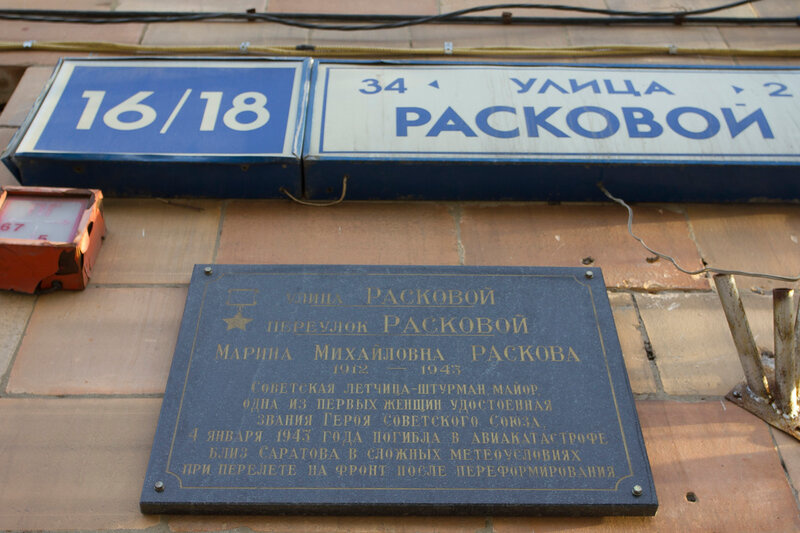 16/18
34 УЛИЦА 2
РАСКОВОЙ
67 5
УЛИЦА РАСКОВОЙ
ПЕРЕУЛОК РАСКОВОЙ
МАРИНА МИХАЙЛОВНА РАСКОВА
1912 — 1943
СОВЕТСКАЯ ЛЕТЧИЦА-ШТУРМАН, МАЙОР
ОДНА ИЗ ПЕРВЫХ ЖЕНЩИН УДОСТОЕННАЯ
ЗВАНИЯ ГЕРОЯ СОВЕТСКОГО СОЮЗА
4 ЯНВАРЯ 1943 ГОДА ПОГИБЛА В АВИАКАТАСТРОФЕ
БЛИЗ САРАТОВА В СЛОЖНЫХ МЕТЕОУСЛОВИЯХ
ПРИ ПЕРЕЛЕТЕ НА ФРОНТ ПОСЛЕ ПЕРЕФОРМИРОВАНИЯ